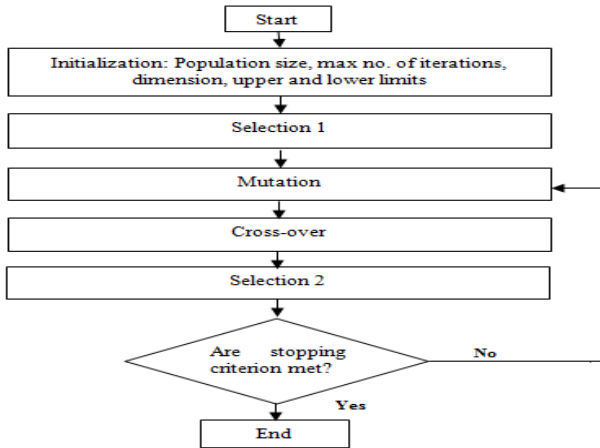 Start
Initialization: Population size, max no. of iterations,
dimension, upper and lower limits
Selection 1
Mutation
Cross-over
Selection 2
Are stopping
criterion met?
No
Yes
End